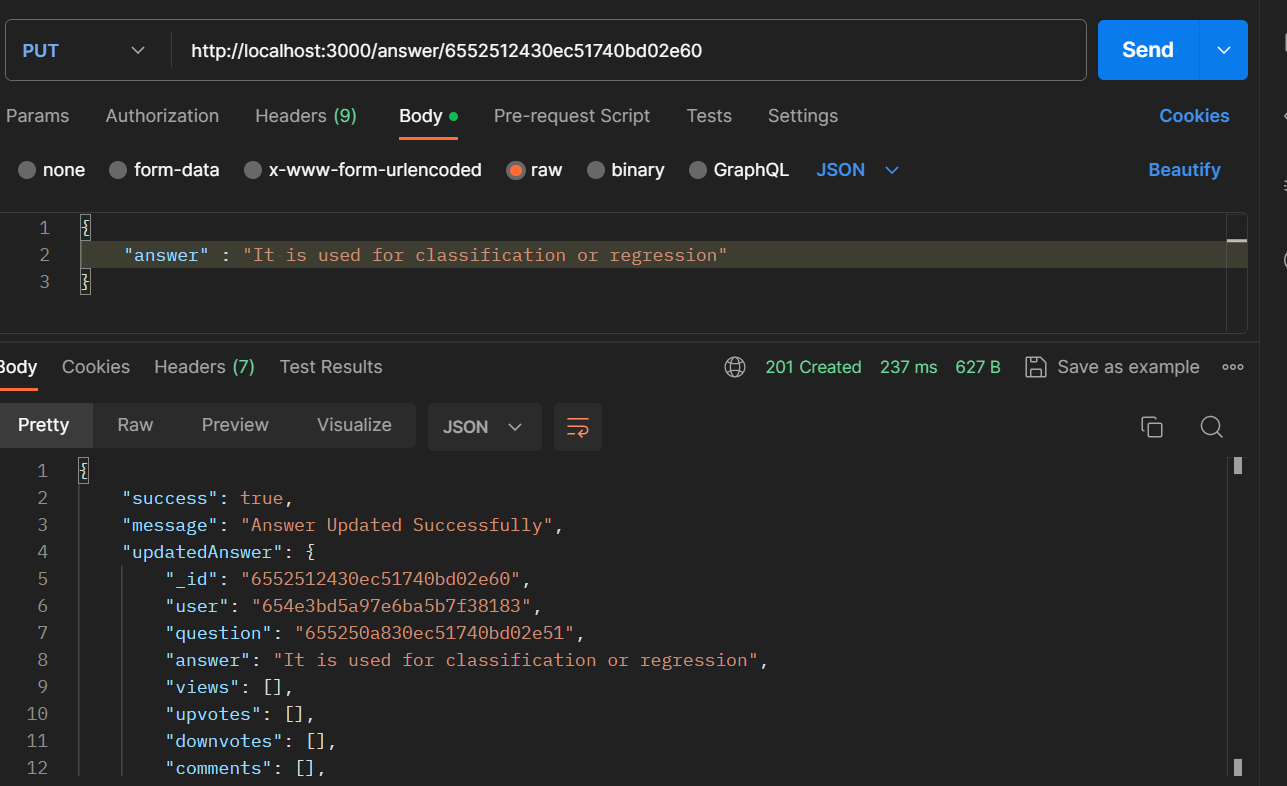 PUT http://localhost:3000/answer/6552512430ec51740bd02e60 Send
Params Authorization Headers (9) Body Pre-request Script Tests Settings Cookies
none form-data x-www-form-urlencoded raw binary GraphQL JSON Beautify
1 {
2 "answer" : "It is used for classification or regression"
3 }
Body Cookies Headers (7) Test Results 201 Created 237 ms 627 B Save as example
Pretty Raw Preview Visualize JSON
1 {
2 "success": true,
3 "message": "Answer Updated Successfully",
4 "updatedAnswer": {
5 "_id": "6552512430ec51740bd02e60",
6 "user": "654e3bd5a97e6ba5b7f38183",
7 "question": "655250a830ec51740bd02e51",
8 "answer": "It is used for classification or regression",
9 "views": [],
10 "upvotes": [],
11 "downvotes": [],
12 "comments": [],